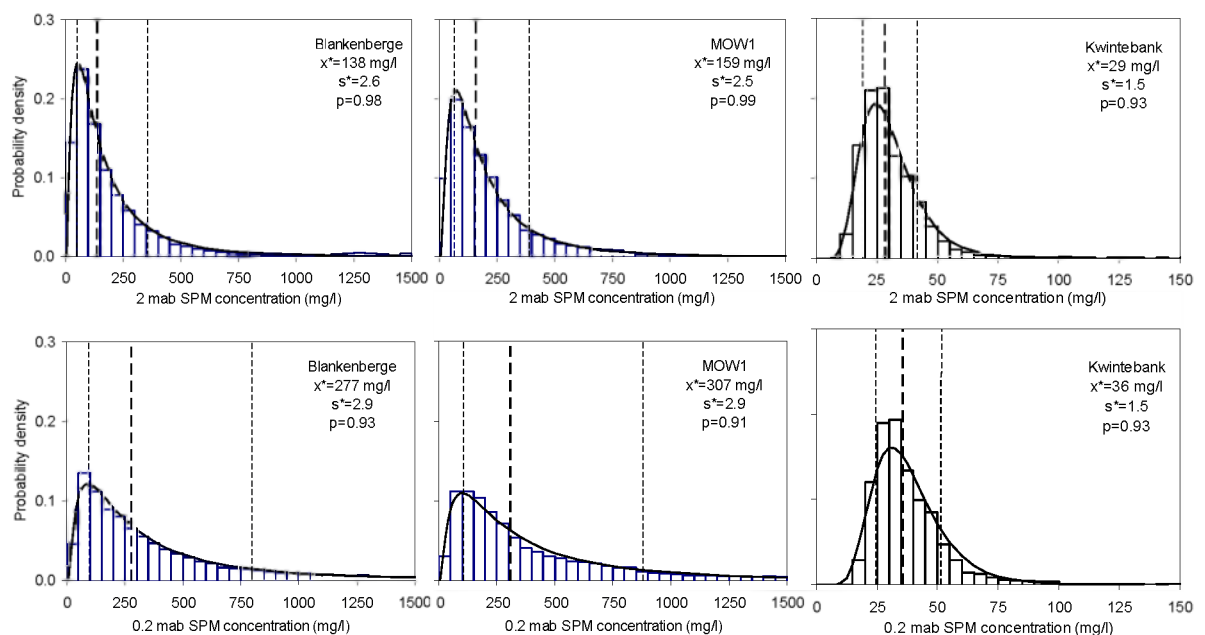 Blankenberge
x*=138 mg/l
s*=2.6
p=0.98
Probability density
0.3
0.2
0.1
0.0
0 250 500 750 1000 1250 1500
2 mab SPM concentration (mg/l)
MOW1
x*=159 mg/l
s*=2.5
p=0.99
0 250 500 750 1000 1250 1500
2 mab SPM concentration (mg/l)
Kwintebank
x*=29 mg/l
s*=1.5
p=0.93
0 25 50 75 100 150
2 mab SPM concentration (mg/l)
Blankenberge
x*=277 mg/l
s*=2.9
p=0.93
Probability density
0.3
0.2
0.1
0.0
0 250 500 750 1000 1500
0.2 mab SPM concentration (mg/l)
MOW1
x*=307 mg/l
s*=2.9
p=0.91
0 250 500 750 1000 1250 1500
0.2 mab SPM concentration (mg/l)
Kwintebank
x*=36 mg/l
s*=1.5
p=0.93
0 25 50 75 100 150
0.2 mab SPM concentration (mg/l)